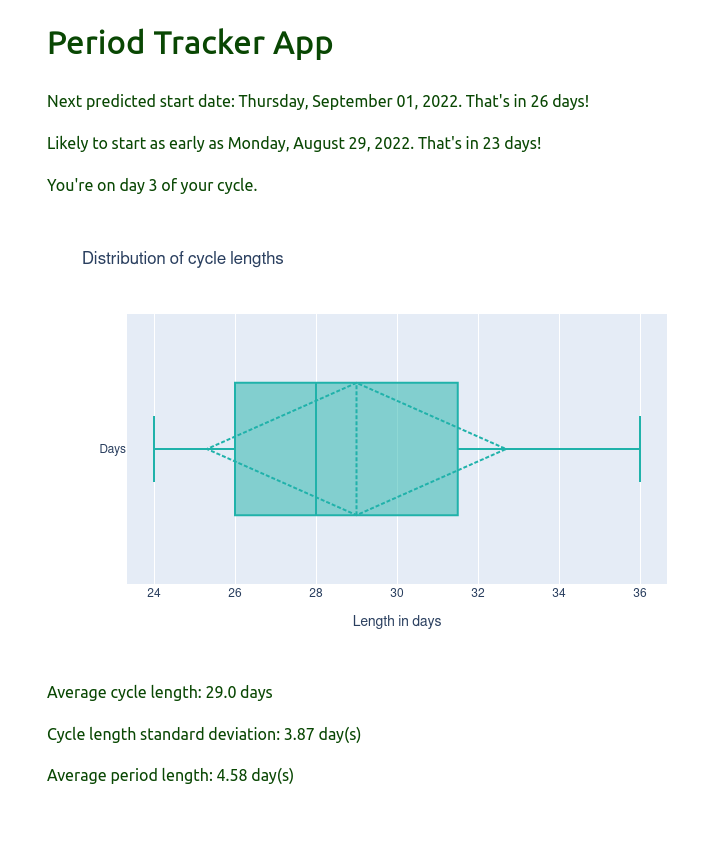 Period Tracker App
Next predicted start date: Thursday, September 01, 2022. That's in 26 days!
Likely to start as early as Monday, August 29, 2022. That's in 23 days!
You're on day 3 of your cycle.
Distribution of cycle lengths
Days
24 26 28 30 32 34 36
Length in days
Average cycle length: 29.0 days
Cycle length standard deviation: 3.87 day(s)
Average period length: 4.58 day(s)